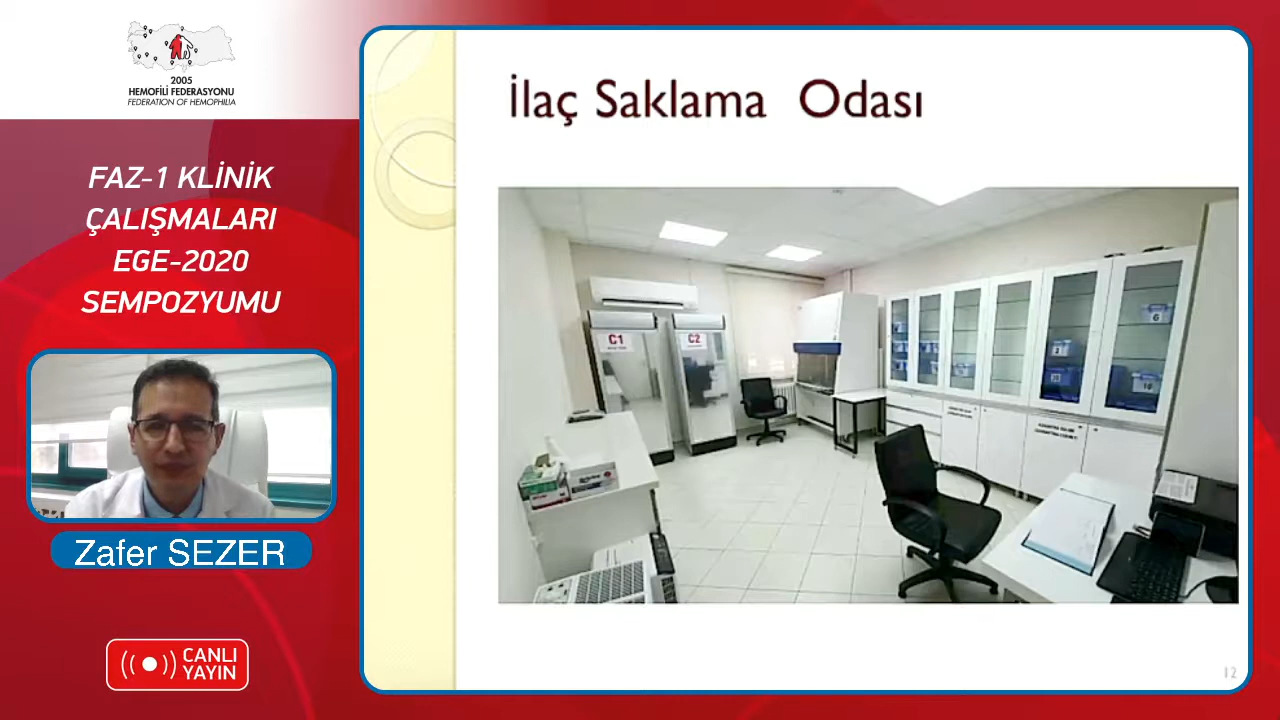 2005
HEMOFİLİ FEDERASYONU
FEDERATION OF HEMOPHILIA
FAZ-1 KLİNİK
ÇALIŞMALARI
EGE-2020
SEMPOZYUMU
Zafer SEZER
CANLI
YAYIN
İlaç Saklama Odası
C1
C2
6
12